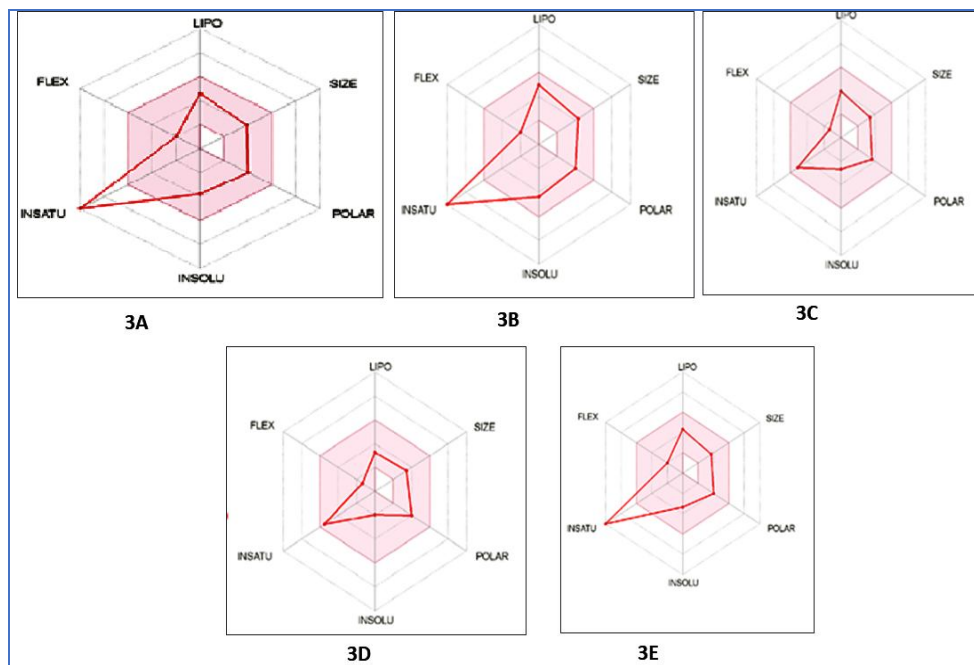 LIPO
FLEX
SIZE
INSATU
POLAR
INSOLU
3A
LIPO
FLEX
SIZE
INSATU
POLAR
INSOLU
3B
LIPO
FLEX
SIZE
INSATU
POLAR
INSOLU
3C
LIPO
FLEX
SIZE
INSATU
POLAR
INSOLU
3D
LIPO
FLEX
SIZE
INSATU
POLAR
INSOLU
3E